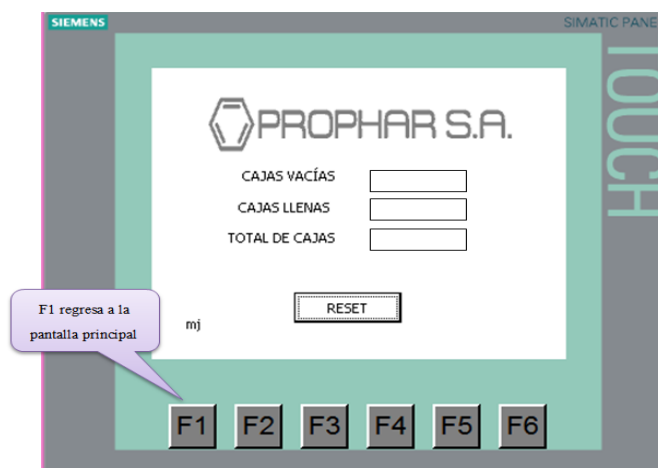 SIEMENS
SIMATIC PANE
TOUCH
PROPHAR S.A.
CAJAS VACÍAS
CAJAS LLENAS
TOTAL DE CAJAS
RESET
mj
F1 regresa a la
pantalla principal
F1 F2 F3 F4 F5 F6